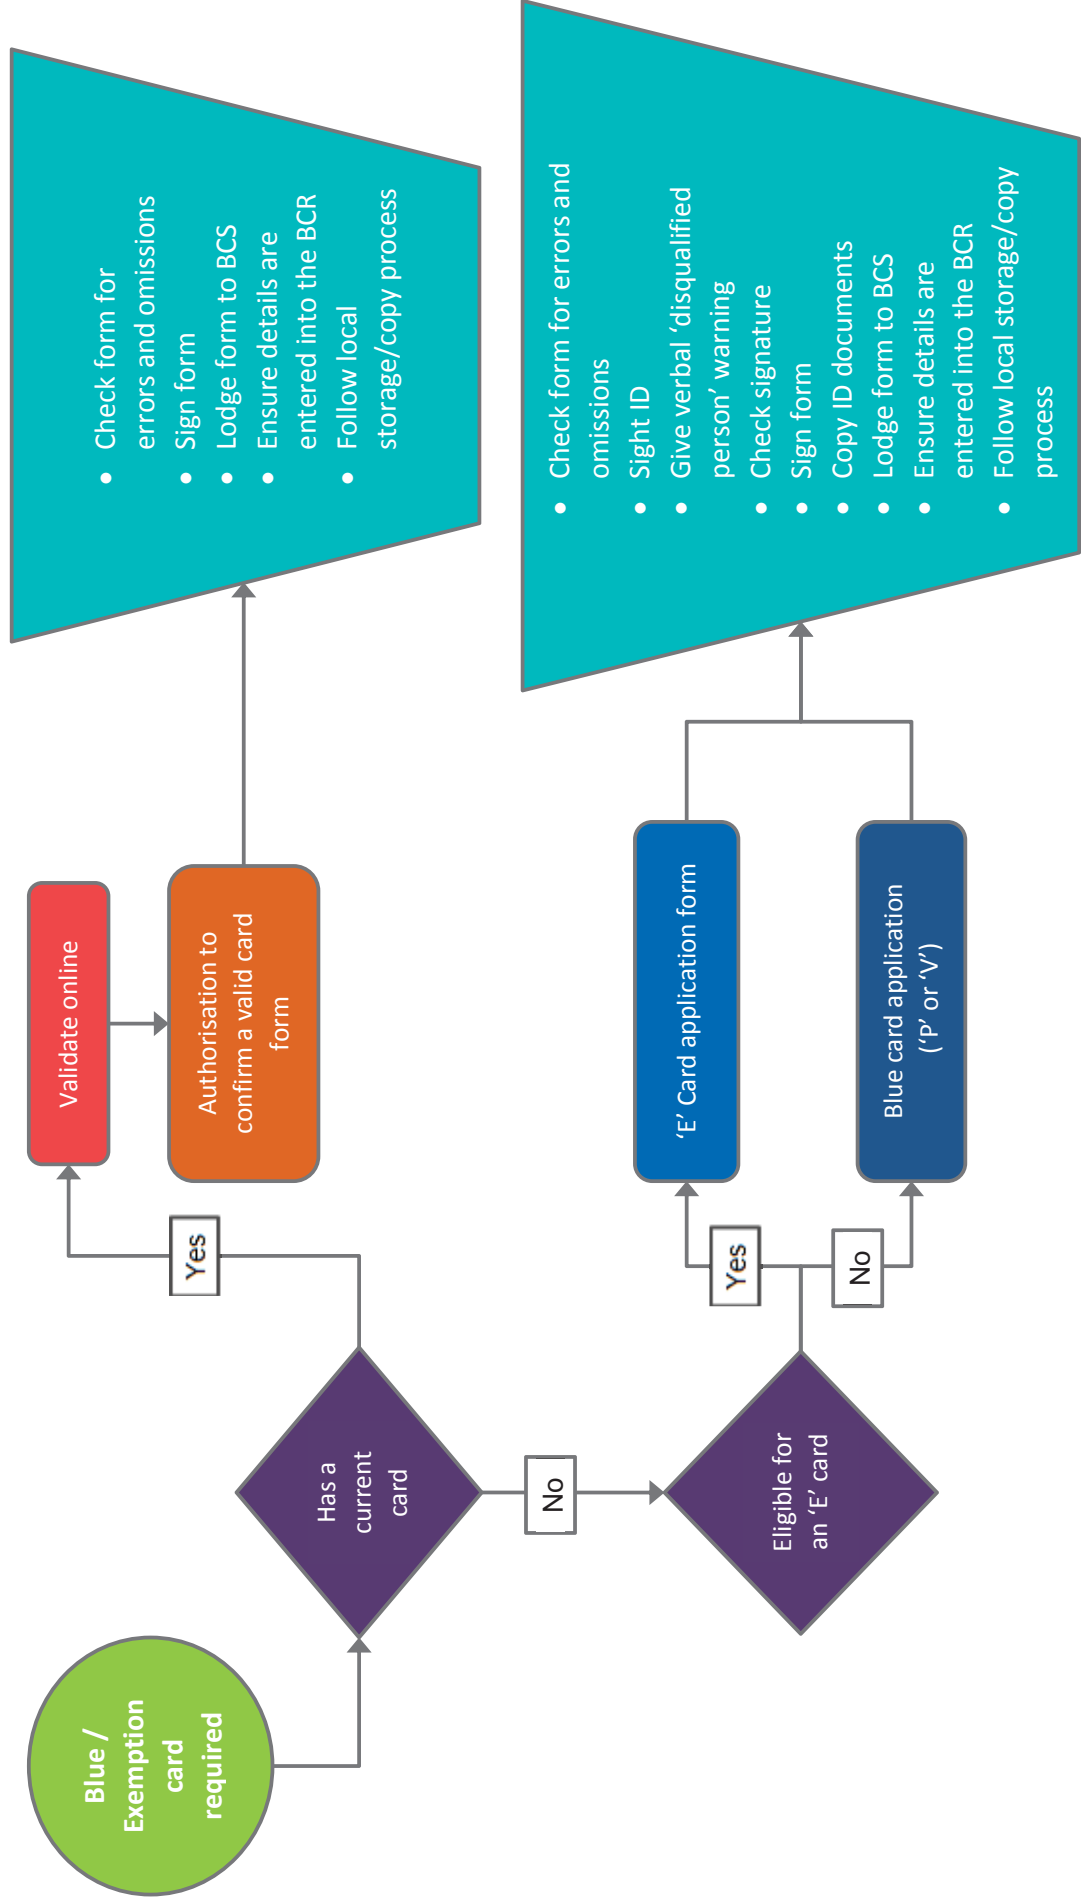 Blue /
Exemption
card
required
Has a
current
card
Yes
Validate online
Authorisation to
confirm a valid card
form
• Check form for
errors and omissions
• Sign form
• Lodge form to BCS
• Ensure details are
entered into the BCR
• Follow local
storage/copy process
No
Eligible for
an ‘E’ card
Yes
‘E’ Card application form
No
Blue card application
(‘P’ or ‘V’)
• Check form for errors and
omissions
• Sight ID
• Give verbal ‘disqualified
person’ warning
• Check signature
• Sign form
• Copy ID documents
• Lodge form to BCS
• Ensure details are
entered into the BCR
• Follow local storage/copy
process